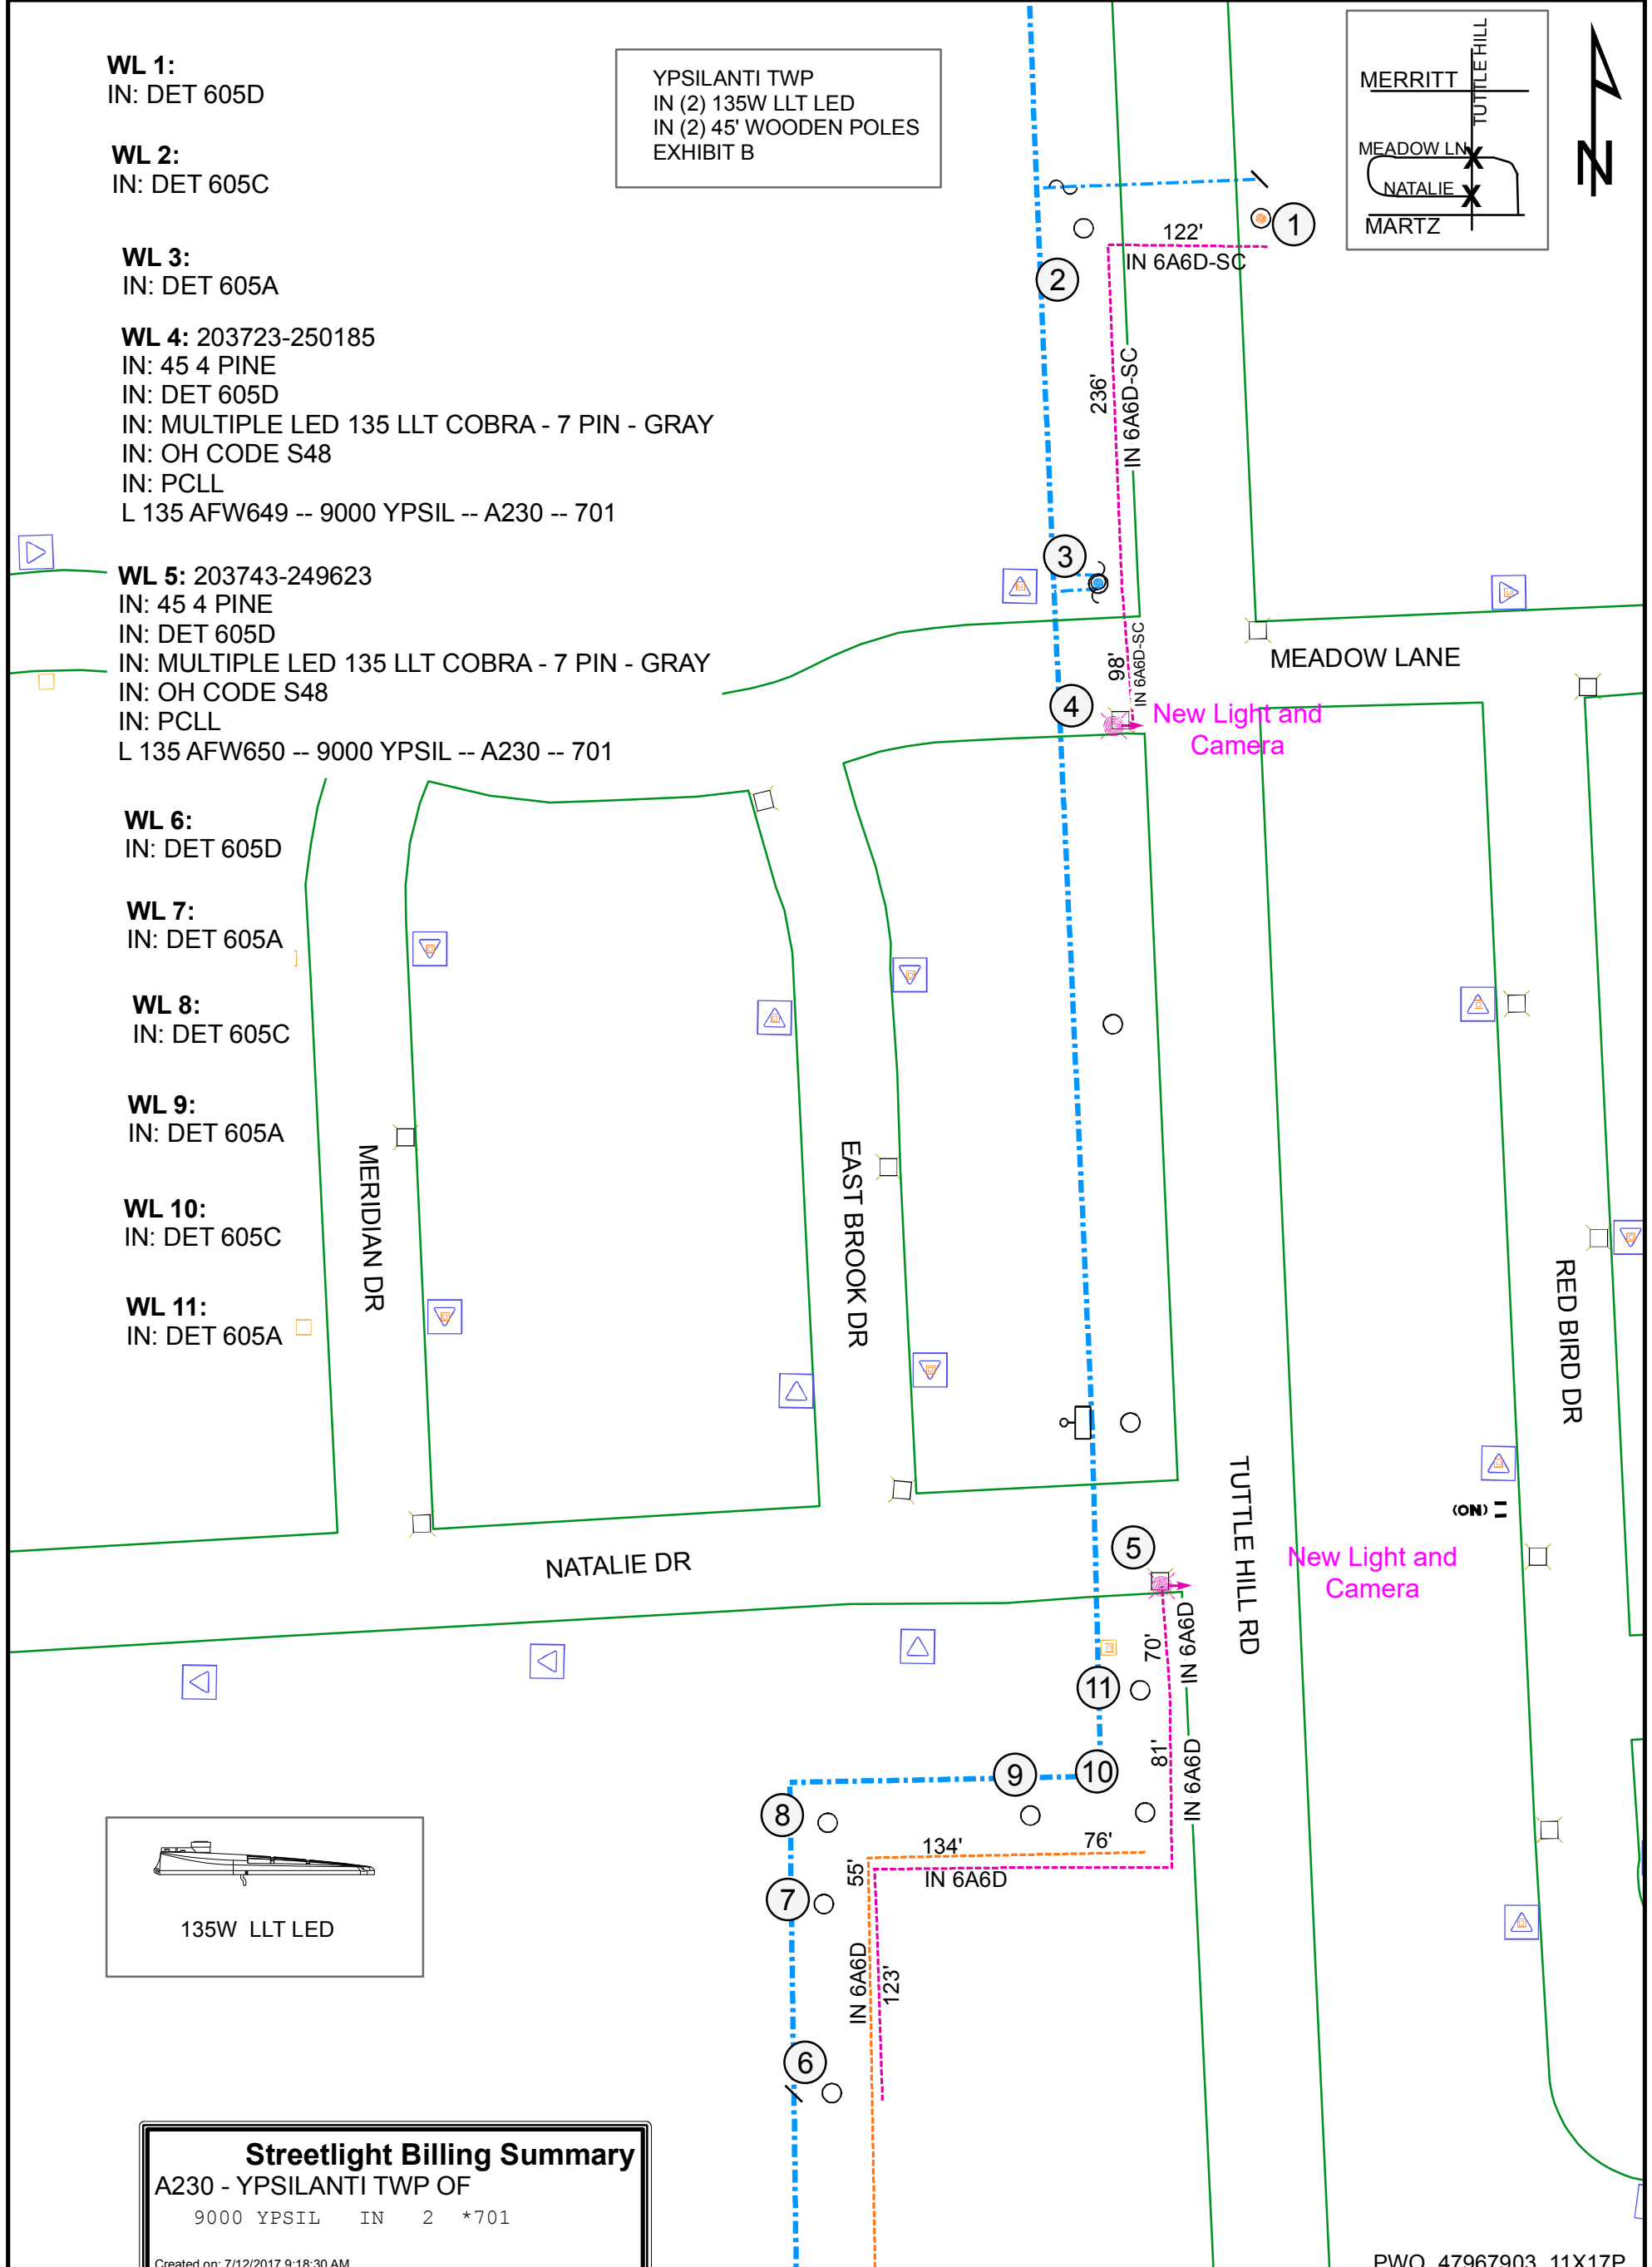 WL 1:
IN: DET 605D
WL 2:
IN: DET 605C
WL 3:
IN: DET 605A
WL 4: 203723-250185
IN: 45 4 PINE
IN: DET 605D
IN: MULTIPLE LED 135 LLT COBRA - 7 PIN - GRAY
IN: OH CODE S48
IN: PCLL
L 135 AFW649 -- 9000 YPSIL -- A230 -- 701
WL 5: 203743-249623
IN: 45 4 PINE
IN: DET 605D
IN: MULTIPLE LED 135 LLT COBRA - 7 PIN - GRAY
IN: OH CODE S48
IN: PCLL
L 135 AFW650 -- 9000 YPSIL -- A230 -- 701
WL 6:
IN: DET 605D
WL 7:
IN: DET 605A
WL 8:
IN: DET 605C
WL 9:
IN: DET 605A
WL 10:
IN: DET 605C
WL 11:
IN: DET 605A
YPSILANTI TWP
IN (2) 135W LLT LED
IN (2) 45' WOODEN POLES
EXHIBIT B
MERRITT
TUTTLE HILL
MEADOW LN
X
NATALIE
X
MARTZ
N
1
122'
IN 6A6D-SC
2
236'
IN 6A6D-SC
3
98'
IN 6A6D-SC
4
New Light and
Camera
MEADOW LANE
MERIDIAN DR
EAST BROOK DR
RED BIRD DR
TUTTLE HILL RD
(ON)
NATALIE DR
5
New Light and
Camera
70'
IN 6A6D
11
81'
IN 6A6D
10
9
8
134'
76'
IN 6A6D
55'
7
IN 6A6D
123'
6
135W LLT LED
Streetlight Billing Summary
A230 - YPSILANTI TWP OF
9000 YPSIL IN 2 *701
Created on: 7/12/2017 9:18:30 AM
PWO_47967903_11X17P